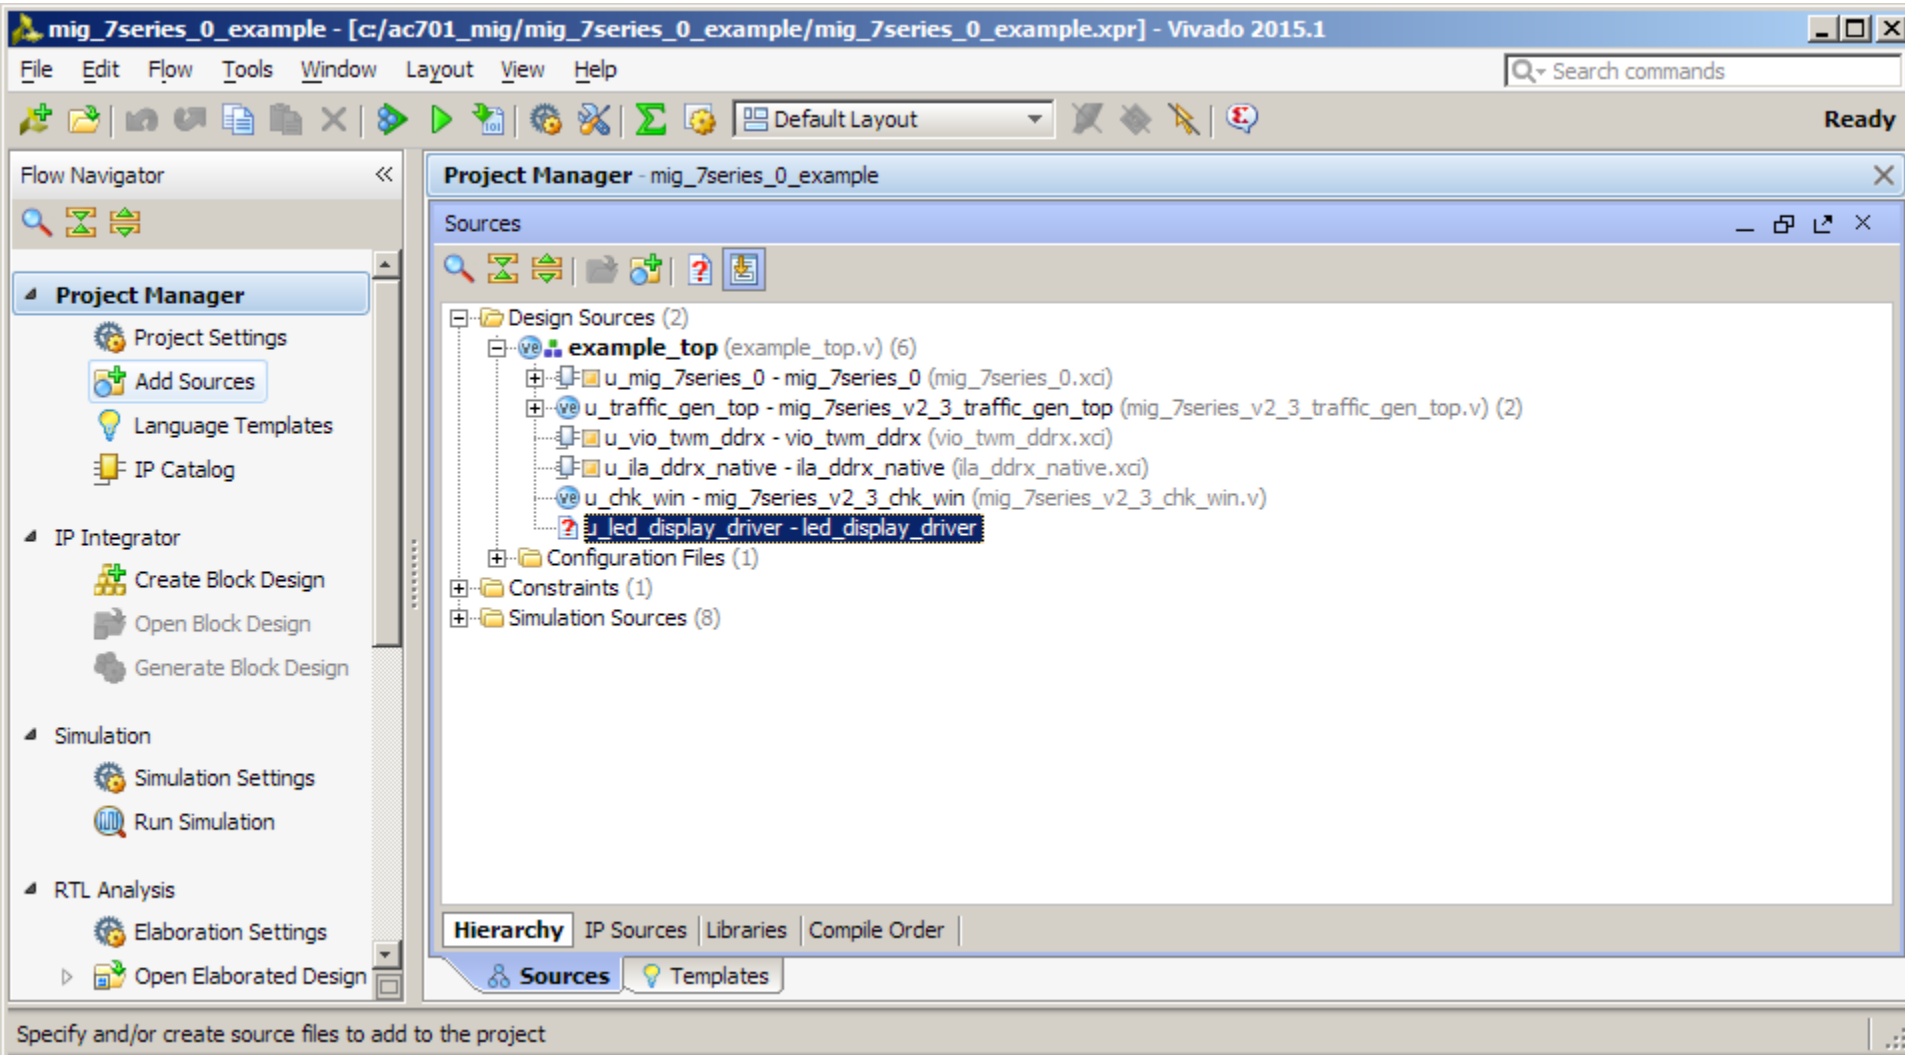 mig_7series_0_example - [c:/ac701_mig/mig_7series_0_example/mig_7series_0_example.xpr] - Vivado 2015.1
File Edit Flow Tools Window Layout View Help
Search commands
Default Layout
Ready
Flow Navigator
Project Manager
Project Settings
Add Sources
Language Templates
IP Catalog
IP Integrator
Create Block Design
Open Block Design
Generate Block Design
Simulation
Simulation Settings
Run Simulation
RTL Analysis
Elaboration Settings
Open Elaborated Design
Project Manager - mig_7series_0_example
Sources
Design Sources (2)
example_top (example_top.v) (6)
u_mig_7series_0 - mig_7series_0 (mig_7series_0.xci)
u_traffic_gen_top - mig_7series_v2_3_traffic_gen_top (mig_7series_v2_3_traffic_gen_top.v) (2)
u_vio_twm_ddrx - vio_twm_ddrx (vio_twm_ddrx.xci)
u_ila_ddrx_native - ila_ddrx_native (ila_ddrx_native.xci)
u_chk_win - mig_7series_v2_3_chk_win (mig_7series_v2_3_chk_win.v)
u_led_display_driver - led_display_driver
Configuration Files (1)
Constraints (1)
Simulation Sources (8)
Hierarchy IP Sources Libraries Compile Order
Sources Templates
Specify and/or create source files to add to the project